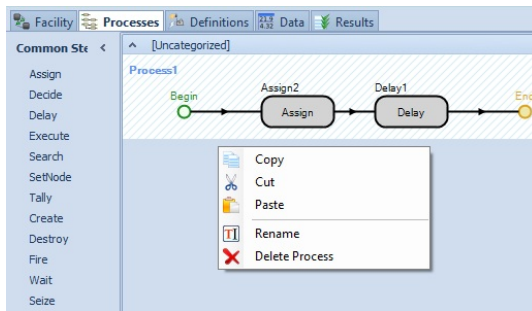 Facility Processes Definitions Data Results
Common Ste < [Uncategorized]
Process1
Assign
Decide
Delay
Execute
Search
SetNode
Tally
Create
Destroy
Fire
Wait
Seize
Begin Assign2 Delay1 End
Assign Delay
Copy
Cut
Paste
Rename
Delete Process